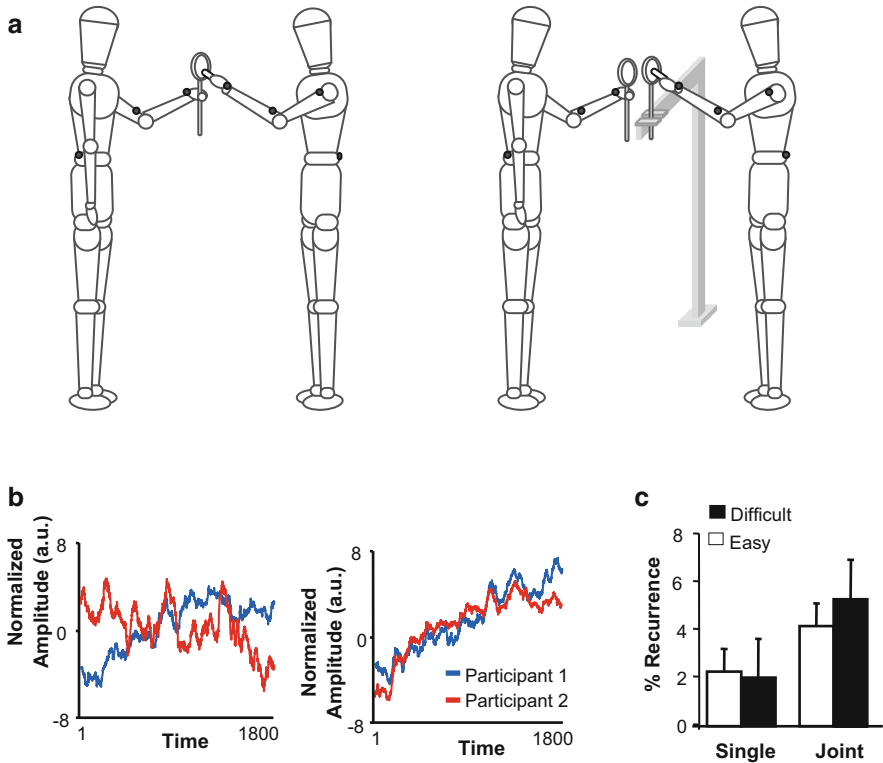 a
b
Normalized
Amplitude (a.u.)
8
0
-8
1
Time
1800
Normalized
Amplitude (a.u.)
8
0
-8
Participant 1
Participant 2
1
Time
1800
c
Difficult
Easy
% Recurrence
8
6
4
2
0
Single
Joint